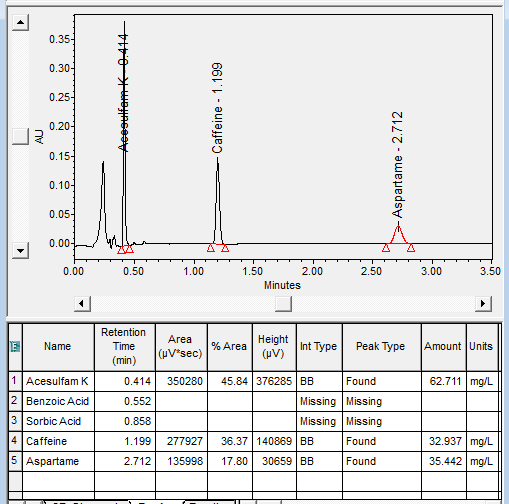 0.35
0.30
0.25
0.20
0.15
0.10
0.05
0.00
AU
Acesulfam K - 0.414
Caffeine - 1.199
Aspartame - 2.712
0.00 0.50 1.00 1.50 2.00 2.50 3.00 3.50
Minutes
Name Retention Time (min) Area (µV*sec) % Area Height (µV) Int Type Peak Type Amount Units
1 Acesulfam K 0.414 350280 45.84 376285 BB Found 62.711 mg/L
2 Benzoic Acid 0.552 Missing Missing
3 Sorbic Acid 0.858 Missing Missing
4 Caffeine 1.199 277927 36.37 140869 BB Found 32.937 mg/L
5 Aspartame 2.712 135998 17.80 30659 BB Found 35.442 mg/L